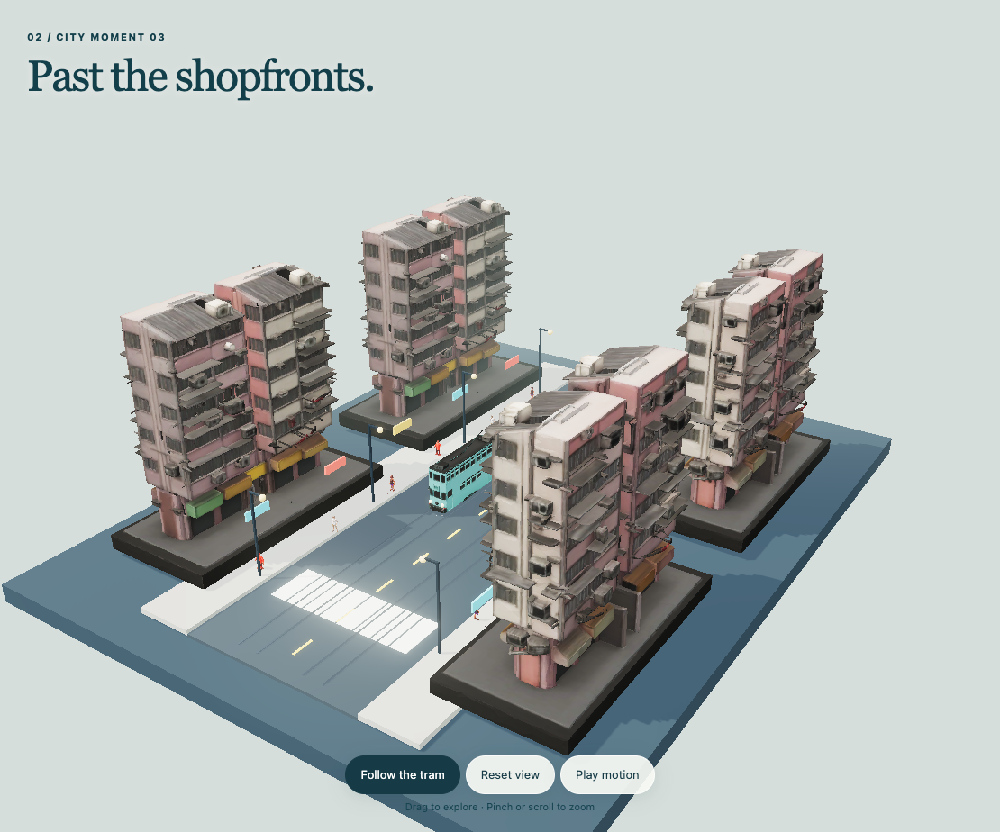 02 / CITY MOMENT 03
Past the shopfronts.
Follow the tram
Reset view
Play motion
Drag to explore · Pinch or scroll to zoom